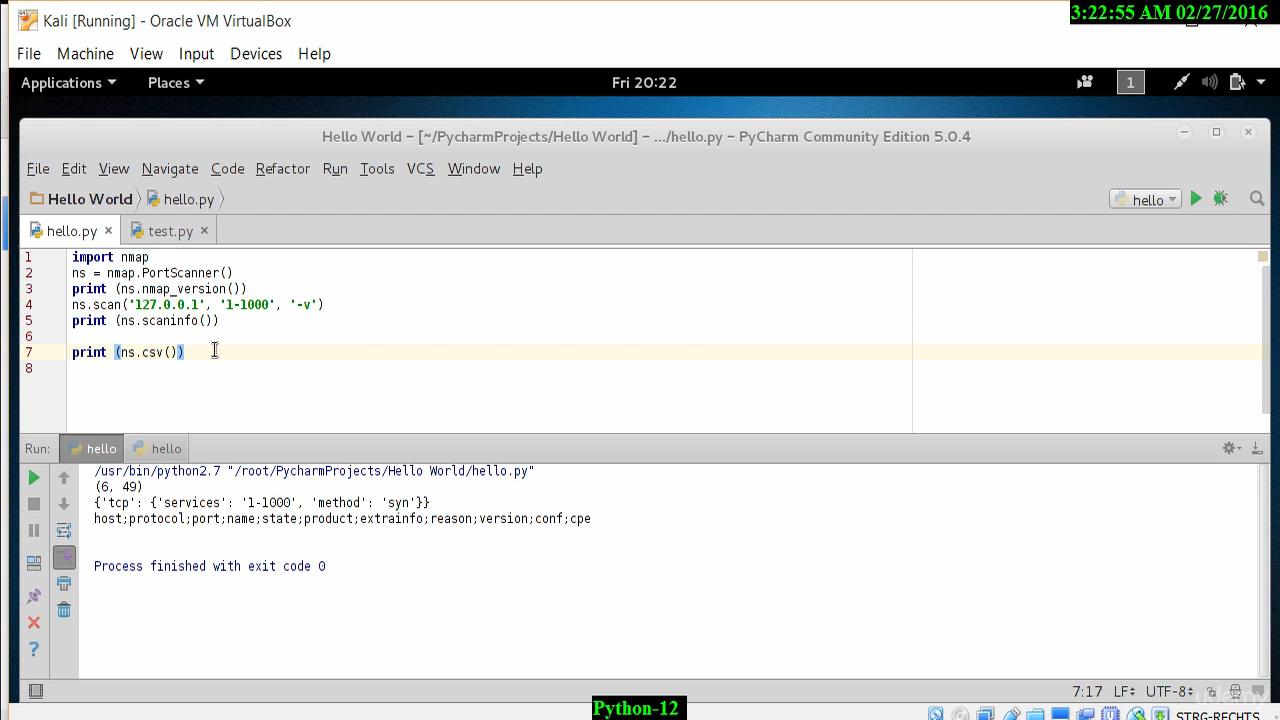 Kali [Running] - Oracle VM VirtualBox
3:22:55 AM 02/27/2016
File Machine View Input Devices Help
Applications Places Fri 20:22 1
Hello World – [~/PycharmProjects/Hello World] – .../hello.py – PyCharm Community Edition 5.0.4
File Edit View Navigate Code Refactor Run Tools VCS Window Help
Hello World hello.py hello
hello.py × test.py ×
1 import nmap
2 ns = nmap.PortScanner()
3 print (ns.nmap_version())
4 ns.scan('127.0.0.1', '1-1000', '-v')
5 print (ns.scaninfo())
6
7 print (ns.csv())
8
Run: hello hello
/usr/bin/python2.7 "/root/PycharmProjects/Hello World/hello.py"
(6, 49)
{'tcp': {'services': '1-1000', 'method': 'syn'}}
host;protocol;port;name;state;product;extrainfo;reason;version;conf;cpe
Process finished with exit code 0
7:17 LF÷ UTF-8÷
udemy
Python-12
STRG-RECHTS